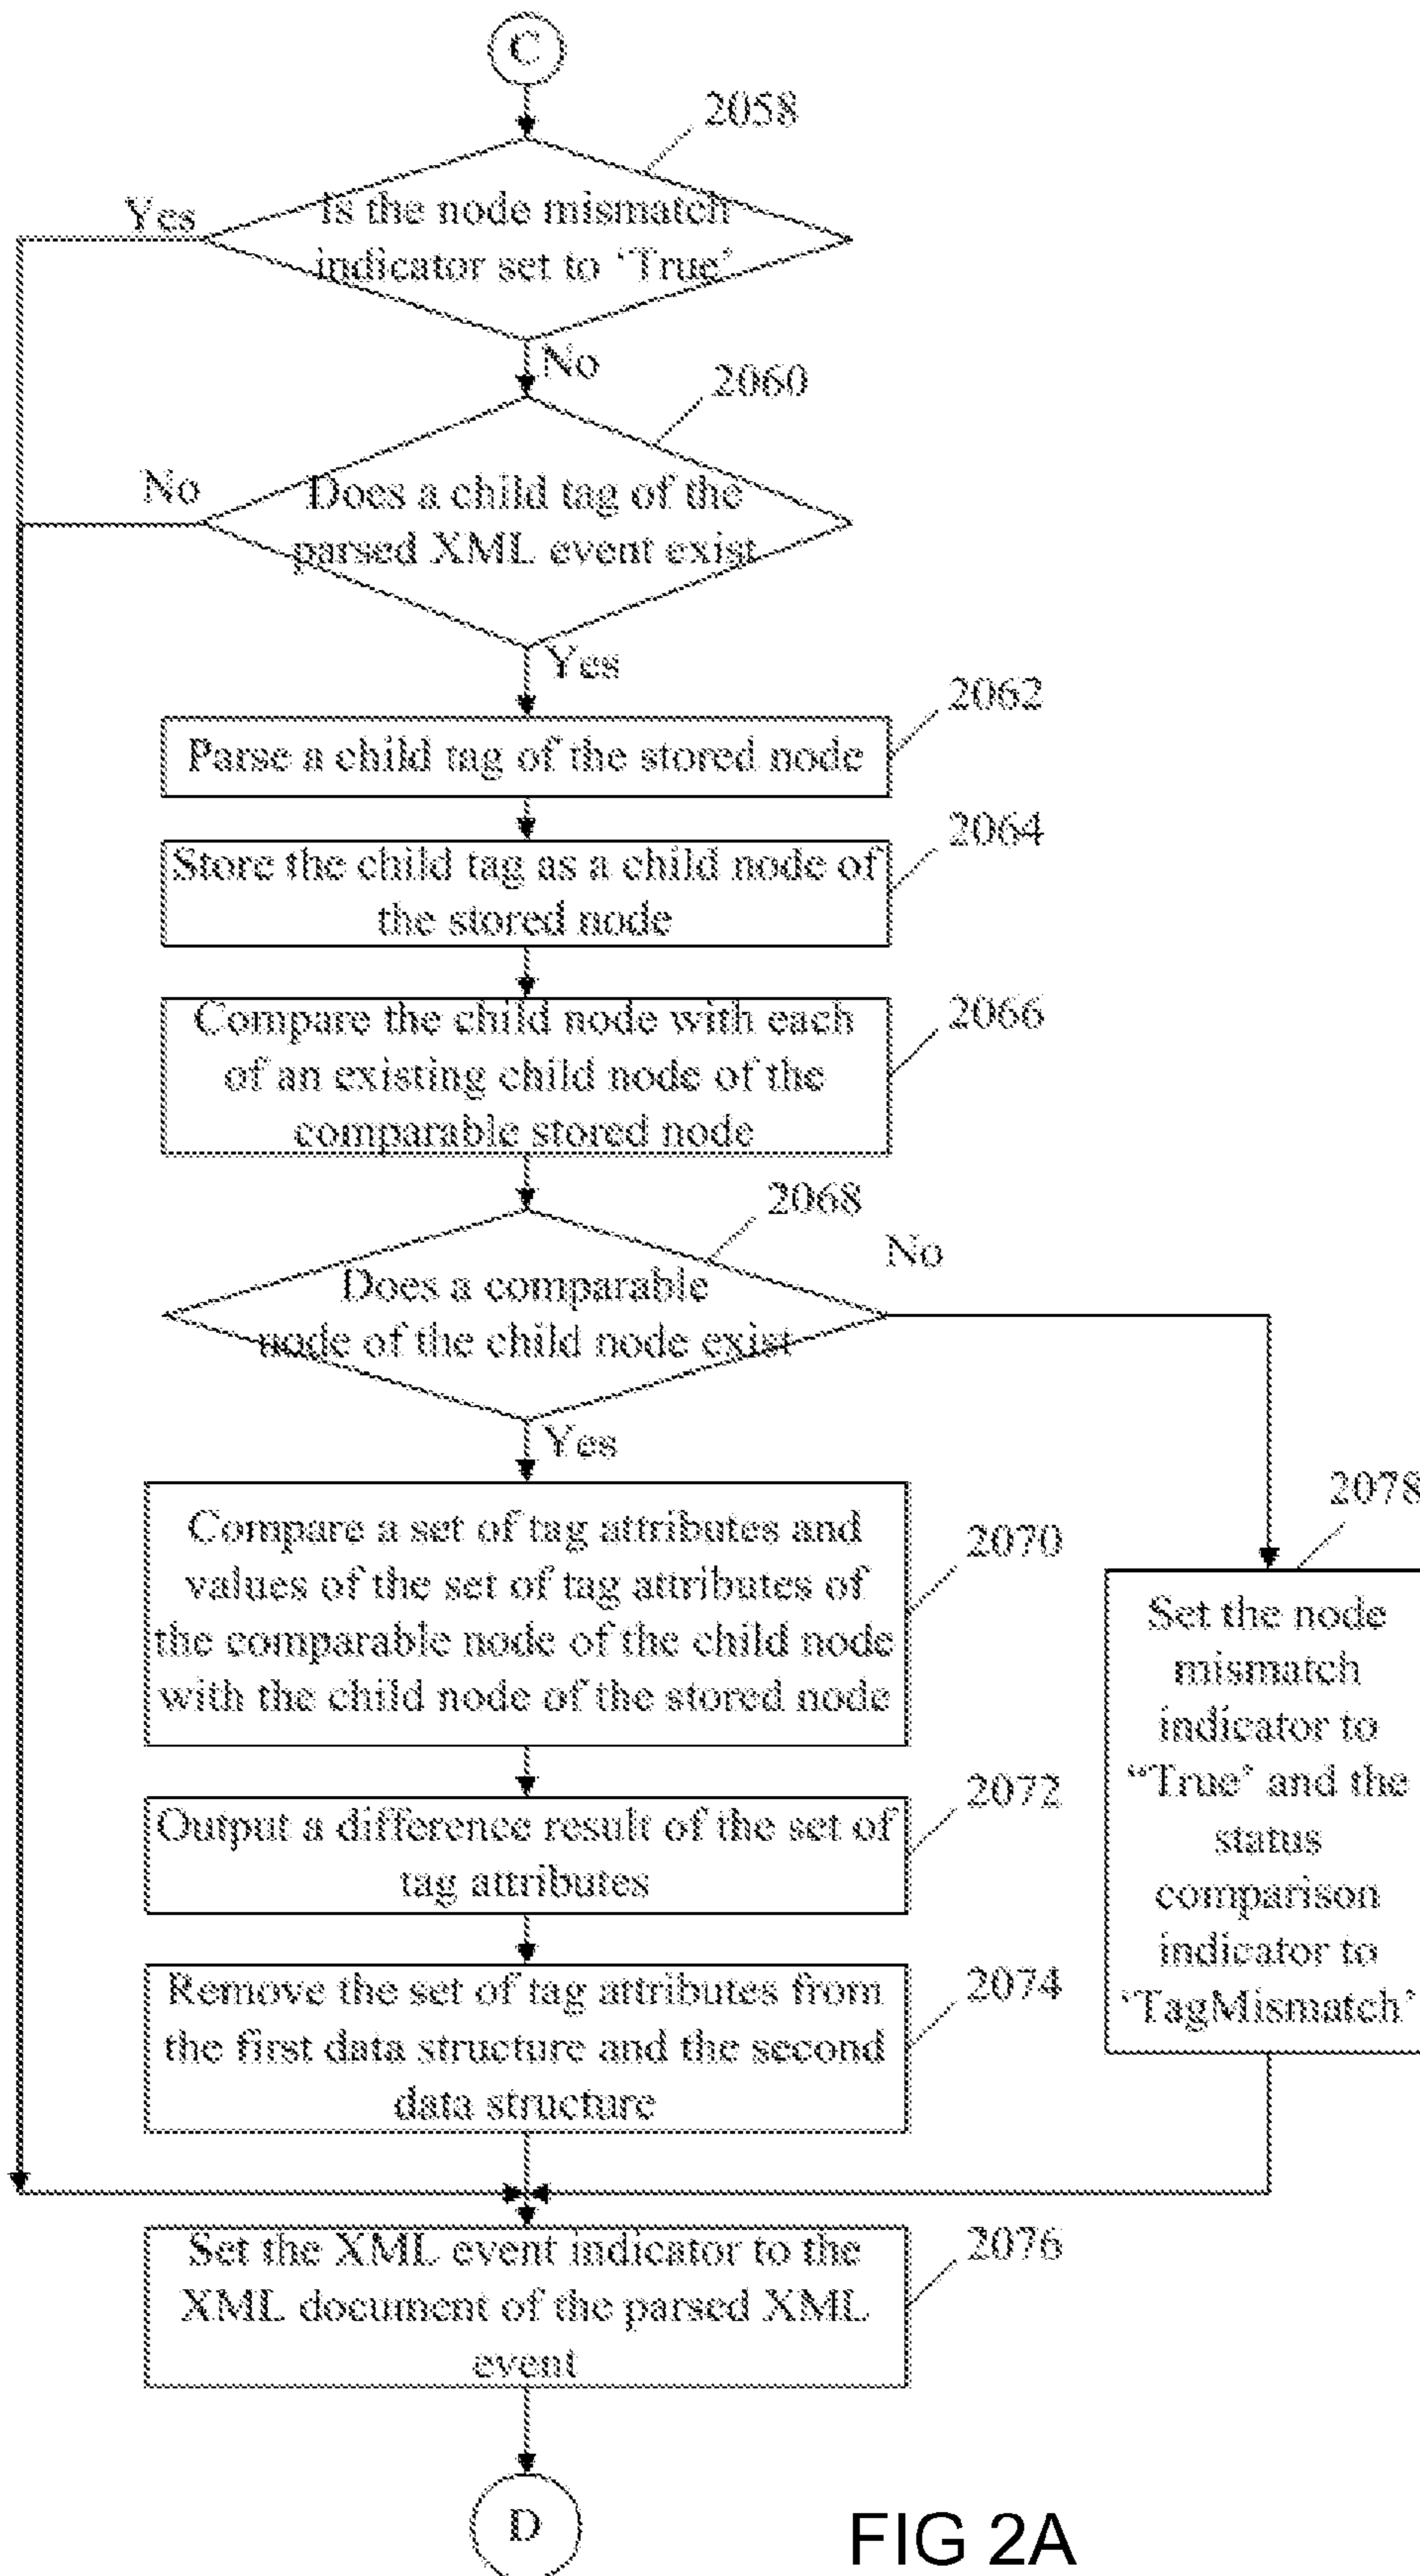 C
2058
Yes
Is the node mismatch
indicator set to ‘True’
No
2060
No
Does a child tag of the
parsed XML event exist
Yes
2062
Parse a child tag of the stored node
2064
Store the child tag as a child node of
the stored node
2066
Compare the child node with each
of an existing child node of the
comparable stored node
2068
No
Does a comparable
node of the child node exist
Yes
2078
2070
Compare a set of tag attributes and
values of the set of tag attributes of
the comparable node of the child node
with the child node of the stored node
Set the node
mismatch
indicator to
“True’ and the
status
comparison
indicator to
‘TagMismatch’
2072
Output a difference result of the set of
tag attributes
2074
Remove the set of tag attributes from
the first data structure and the second
data structure
2076
Set the XML event indicator to the
XML document of the parsed XML
event
D
FIG 2A